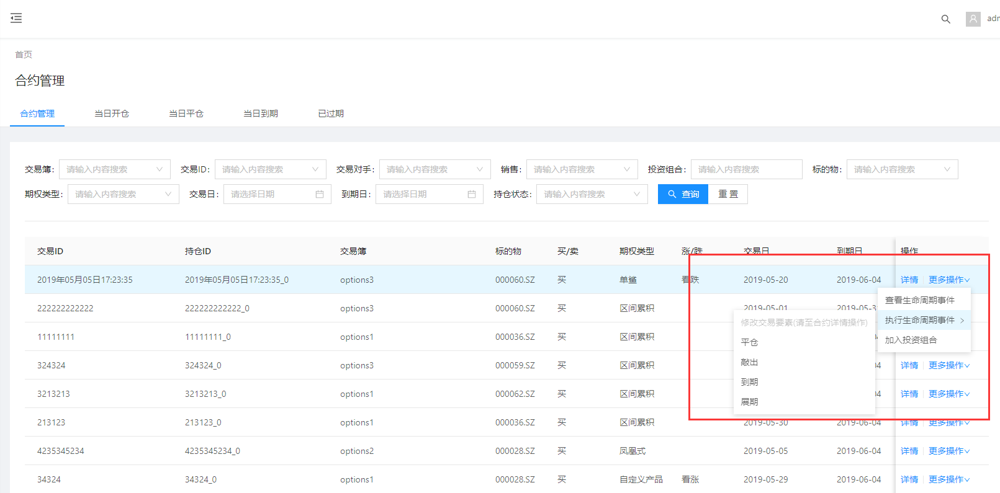 adm
首页
合约管理
合约管理 当日开仓 当日平仓 当日到期 已过期
交易簿: 请输入内容搜索 交易ID: 请输入内容搜索 交易对手: 请输入内容搜索 销售: 请输入内容搜索 投资组合: 请输入内容搜索 标的物: 请输入内容搜索
期权类型: 请输入内容搜索 交易日: 请选择日期 到期日: 请选择日期 持仓状态: 请输入内容搜索 查询 重置
交易ID 持仓ID 交易簿 标的物 买/卖 期权类型 涨/跌 交易日 到期日 操作
2019年05月05日17:23:35 2019年05月05日17:23:35_0 options3 000060.SZ 买 单鲨 看跌 2019-05-20 2019-06-04 详情 更多操作
查看生命周期事件
222222222222 222222222222_0 options3 000060.SZ 买 区间累积 2019-05-01 2019-05-3
修改交易要素(请至合约详情操作) 执行生命周期事件
11111111 11111111_0 options1 000036.SZ 买 区间累积
平仓 加入投资组合
324324 324324_0 options3 000059.SZ 买 区间累积 敲出 04 详情 更多操作
到期
3213213 3213213_0 options1 000062.SZ 买 区间累积 04 详情 更多操作
展期
213123 213123_0 options1 000036.SZ 买 区间累积 2019-05-30 2019-06-04 详情 更多操作
4235345234 4235345234_0 options2 000028.SZ 买 凤凰式 2019-05-05 2019-06-04 详情 更多操作
34324 34324_0 options1 000028.SZ 买 自定义产品 看涨 2019-05-29 2019-06-04 详情 更多操作